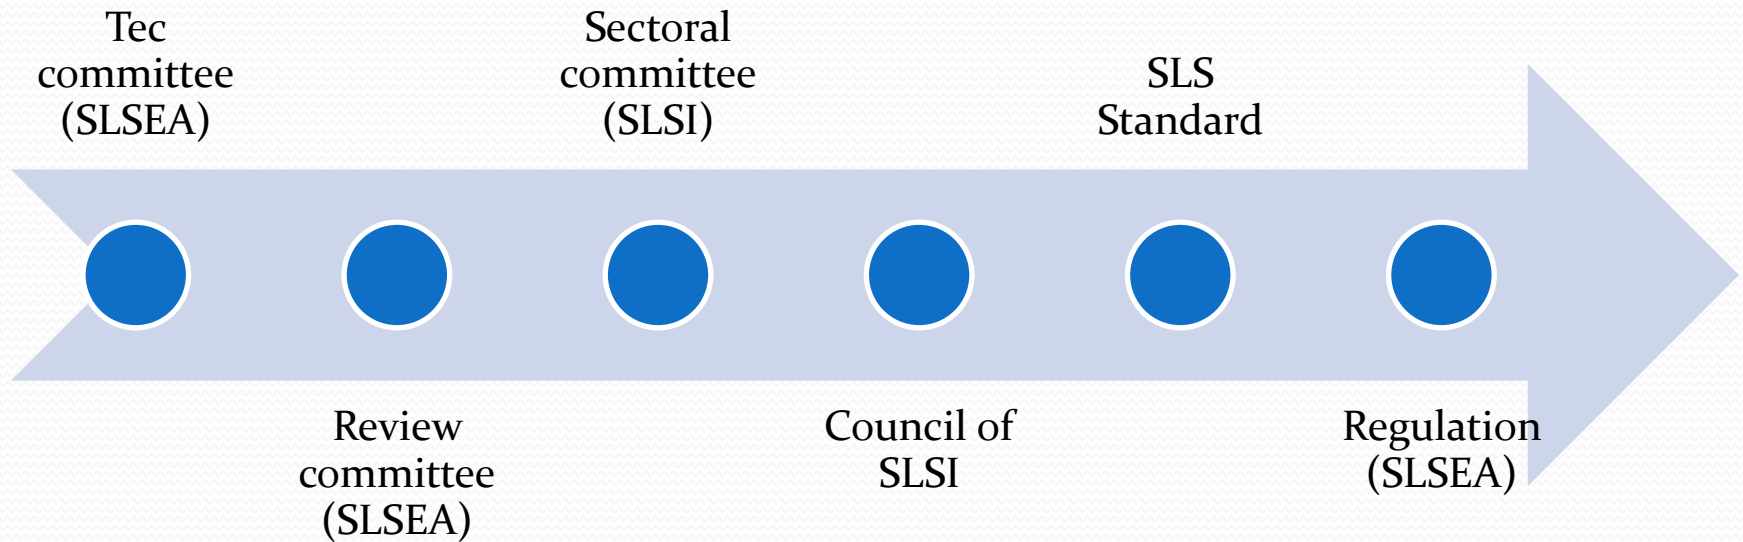 Tec
committee
(SLSEA)
Review
committee
(SLSEA)
Sectoral
committee
(SLSI)
Council of
SLSI
SLS
Standard
Regulation
(SLSEA)